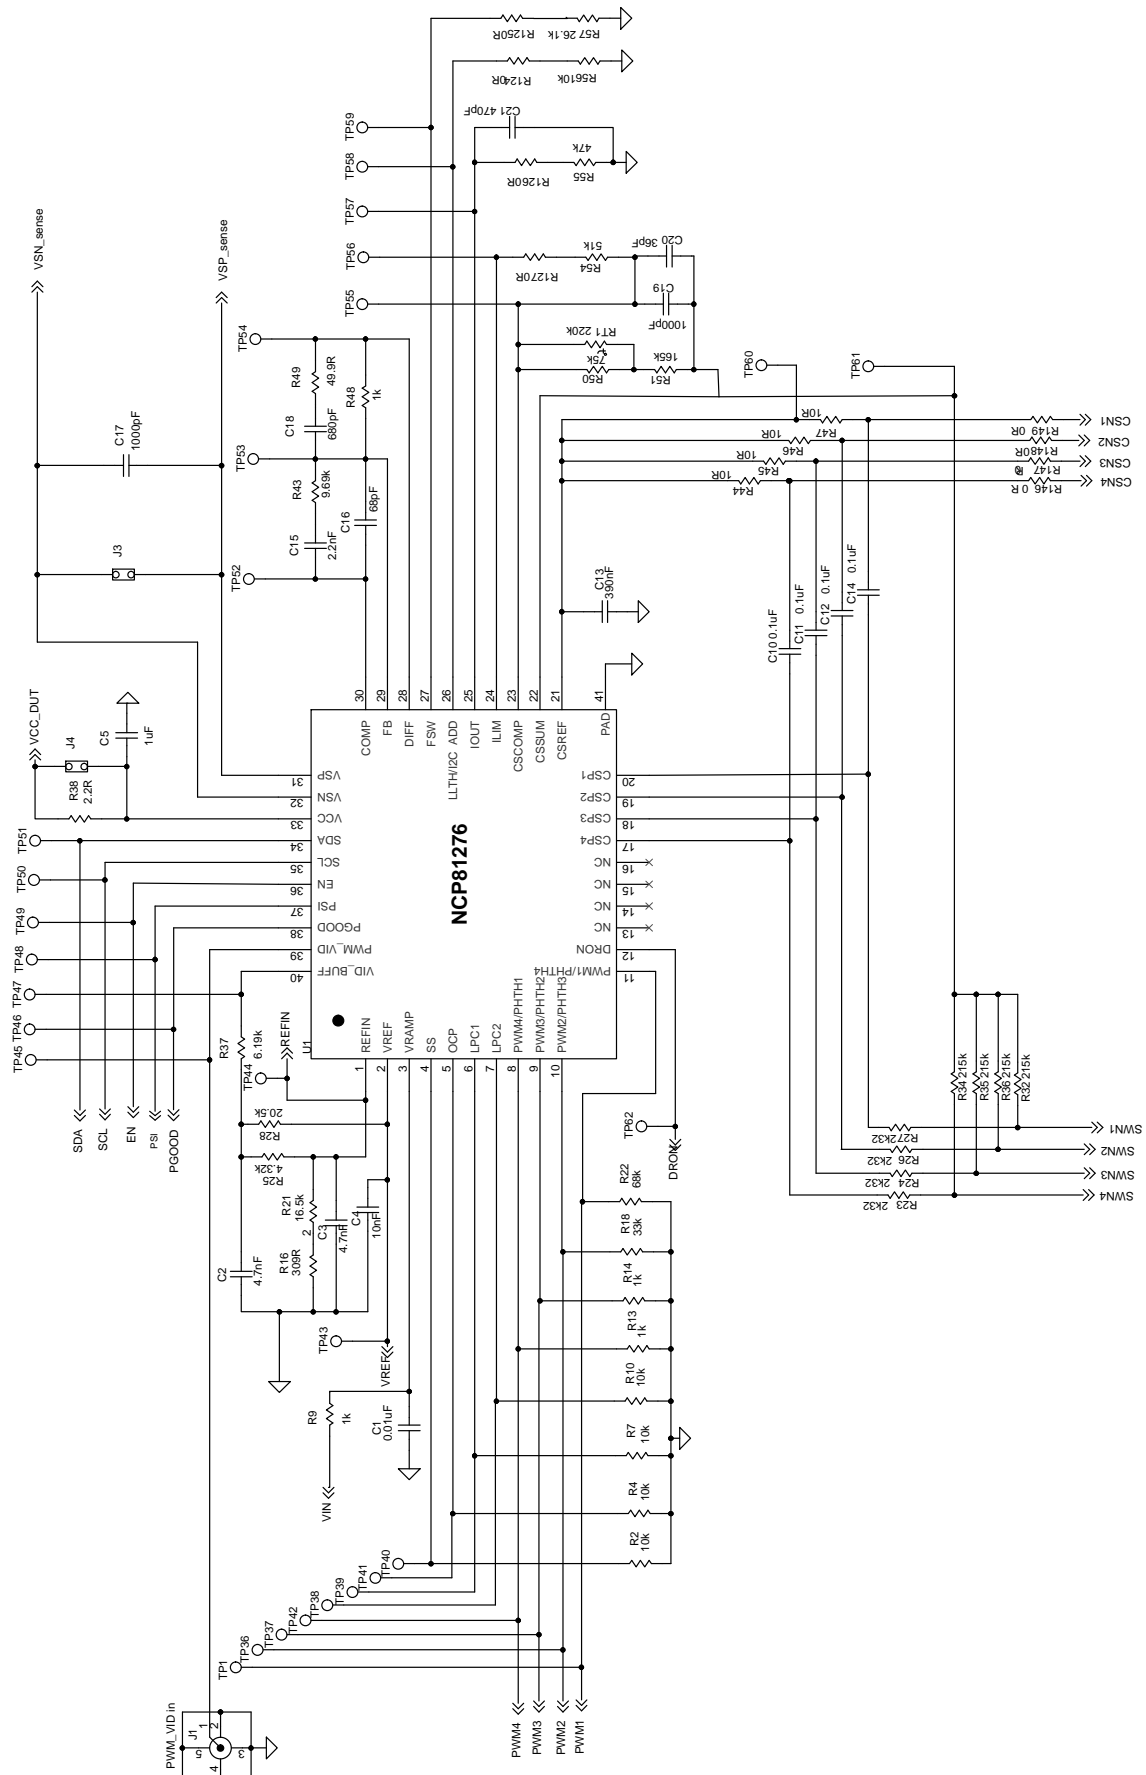 R1250R
R57 26.1k
R1240R
R5610k
C21 470pF
TP59
47k
TP58
R1260R
R55
TP57
VSN_sense
VSP_sense
TP56
51k
36pF
C20
R1270R
R54
C19
TP55
1000pF
TP54
RT1 220k
t°
75k
165k
R50
R51
R49
49.9R
R48
1k
TP60
TP61
C18
680pF
C17
1000pF
10R
R47
R149 0R
CSN1
10R
R46
R1480R
CSN2
TP53
10R
R45
R147
0R
CSN3
10R
R44
R146 0 R
CSN4
R43
9.69k
C16
68pF
C15
2.2nF
J3
TP52
C13
390nF
C10 0.1uF
C11 0.1uF
C12 0.1uF
C14 0.1uF
VCC_DUT
J4
C5
1uF
R38
2.2R
30
29
28
27
26
25
24
23
22
21
41
COMP
FB
DIFF
FSW
LLTH/I2C ADD
IOUT
ILIM
CSCOMP
CSSUM
CSREF
PAD
31
VSP
32
VSN
33
VCC
34
SDA
35
SCL
36
EN
37
PSI
38
PGOOD
39
PWM_VID
40
VID_BUFF
NCP81276
CSP1
20
CSP2
19
CSP3
18
CSP4
17
NC
16
NC
15
NC
14
NC
13
DRON
12
PWM1/PHTH4
11
TP51
TP50
TP49
TP48
TP47
TP46
TP45
U1
REFIN
VREF
VRAMP
SS
OCP
LPC1
LPC2
PWM4/PHTH1
PWM3/PHTH2
PWM2/PHTH3
1
2
3
4
5
6
7
8
9
10
R37
6.19k
REFIN
TP44
SDA
SCL
EN
PSI
PGOOD
20.5k
R28
4.32k
R25
R21
16.5k
2
R16
309R
C3
4.7nF
C4
10nF
C2
4.7nF
TP43
VREF
TP62
DRON
R22
68k
R18
33k
R14
1k
R13
1k
R10
10k
R7
10k
R4
10k
R2
10k
R34 215k
R35 215k
R36 215k
R32 215k
R272k32
SWN1
R26
2k32
SWN2
R24
2k32
SWN3
R23
2k32
SWN4
R9
1k
C1
0.01uF
VIN
TP40
TP41
TP39
TP38
TP42
TP37
TP36
TP1
PWM_VID in
J1
1
2
5
3
4
PWM4
PWM3
PWM2
PWM1